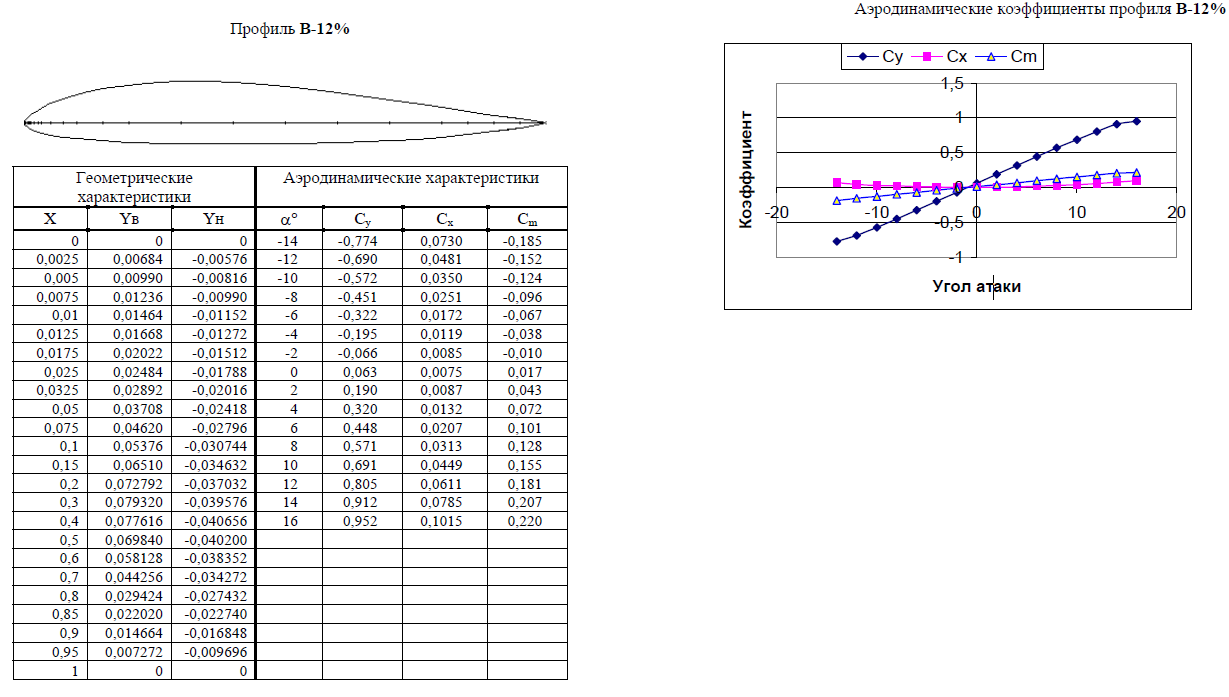 Профиль B-12%
Геометрические характеристики Аэродинамические характеристики
X Yв Yн α° Cy Cx Cm
0 0 0 -14 -0,774 0,0730 -0,185
0,0025 0,00684 -0,00576 -12 -0,690 0,0481 -0,152
0,005 0,00990 -0,00816 -10 -0,572 0,0350 -0,124
0,0075 0,01236 -0,00990 -8 -0,451 0,0251 -0,096
0,01 0,01464 -0,01152 -6 -0,322 0,0172 -0,067
0,0125 0,01668 -0,01272 -4 -0,195 0,0119 -0,038
0,0175 0,02022 -0,01512 -2 -0,066 0,0085 -0,010
0,025 0,02484 -0,01788 0 0,063 0,0075 0,017
0,0325 0,02892 -0,02016 2 0,190 0,0087 0,043
0,05 0,03708 -0,02418 4 0,320 0,0132 0,072
0,075 0,04620 -0,02796 6 0,448 0,0207 0,101
0,1 0,05376 -0,030744 8 0,571 0,0313 0,128
0,15 0,06510 -0,034632 10 0,691 0,0449 0,155
0,2 0,072792 -0,037032 12 0,805 0,0611 0,181
0,3 0,079320 -0,039576 14 0,912 0,0785 0,207
0,4 0,077616 -0,040656 16 0,952 0,1015 0,220
0,5 0,069840 -0,040200
0,6 0,058128 -0,038352
0,7 0,044256 -0,034272
0,8 0,029424 -0,027432
0,85 0,022020 -0,022740
0,9 0,014664 -0,016848
0,95 0,007272 -0,009696
1 0 0
Аэродинамические коэффициенты профиля B-12%
Cy Cx Cm
Коэффициент
1,5
1
0,5
0
-20 -10 0 10 20
-0,5
-1
Угол атаки